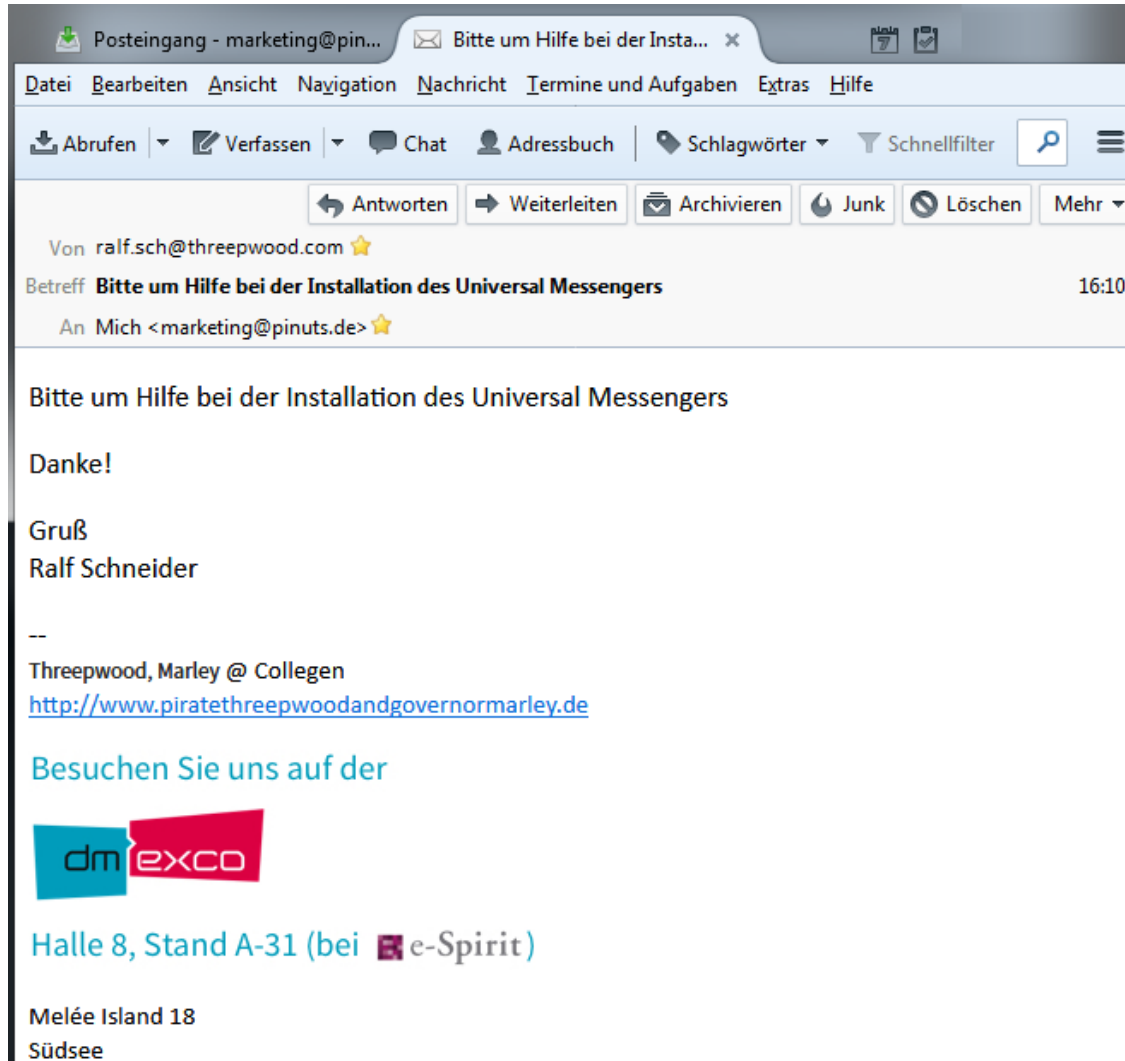 Posteingang - marketing@pin...
Bitte um Hilfe bei der Insta...
7
Datei Bearbeiten Ansicht Navigation Nachricht Termine und Aufgaben Extras Hilfe
Abrufen Verfassen Chat Adressbuch Schlagwörter Schnellfilter
Antworten Weiterleiten Archivieren Junk Löschen Mehr
Von ralf.sch@threepwood.com
Betreff Bitte um Hilfe bei der Installation des Universal Messengers 16:10
An Mich <marketing@pinuts.de>
Bitte um Hilfe bei der Installation des Universal Messengers
Danke!
Gruß
Ralf Schneider
--
Threepwood, Marley @ Collegen
http://www.piratethreepwoodandgovernormarley.de
Besuchen Sie uns auf der
dmexco
Halle 8, Stand A-31 (bei e-Spirit)
Melée Island 18
Südsee